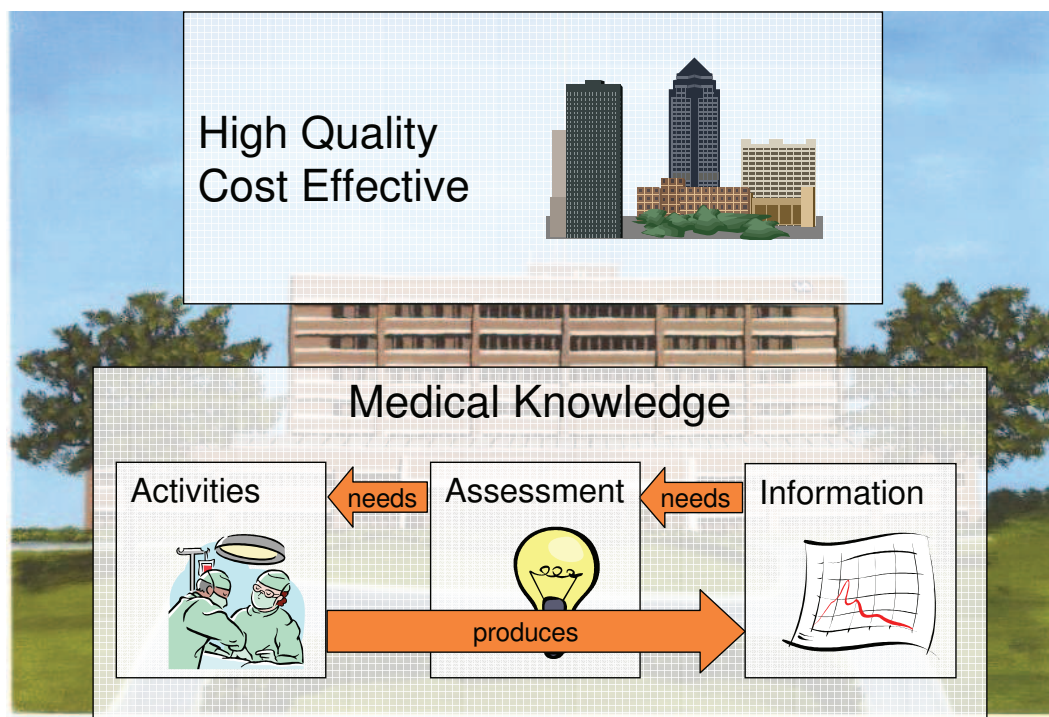 High Quality
Cost Effective
Medical Knowledge
Activities
needs
Assessment
needs
Information
produces